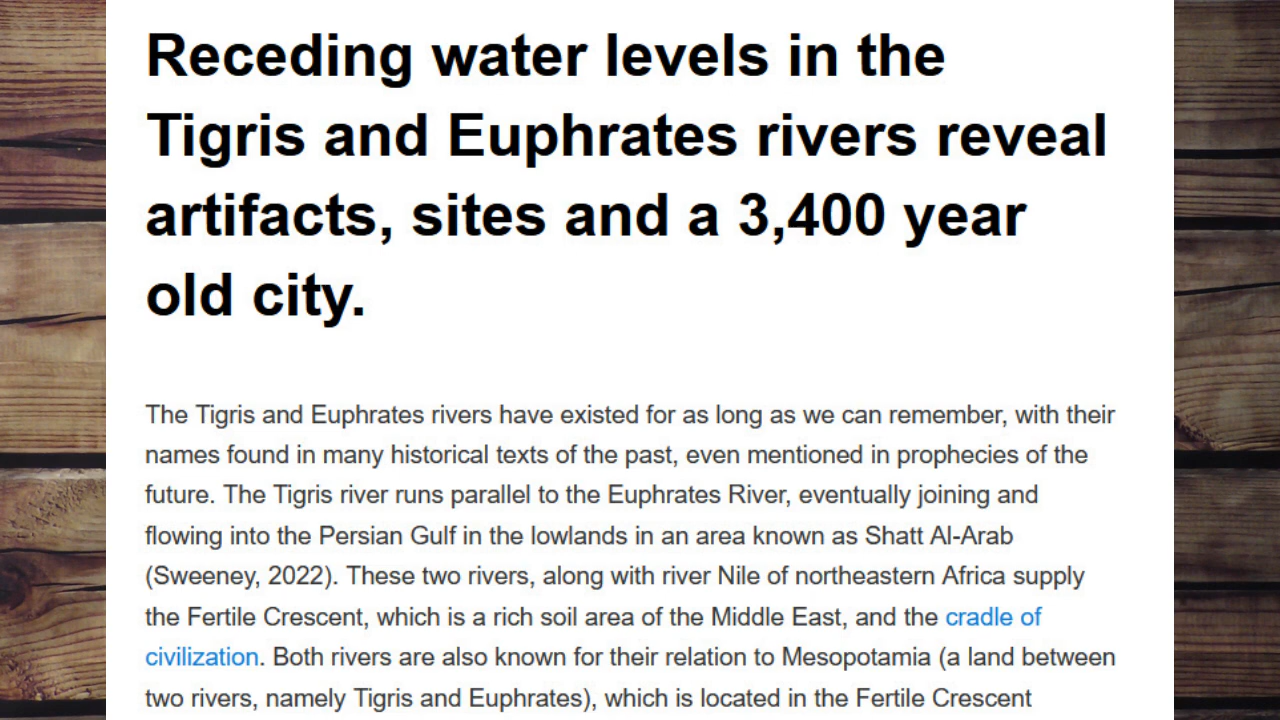 Receding water levels in the
Tigris and Euphrates rivers reveal
artifacts, sites and a 3,400 year
old city.
The Tigris and Euphrates rivers have existed for as long as we can remember, with their
names found in many historical texts of the past, even mentioned in prophecies of the
future. The Tigris river runs parallel to the Euphrates River, eventually joining and
flowing into the Persian Gulf in the lowlands in an area known as Shatt Al-Arab
(Sweeney, 2022). These two rivers, along with river Nile of northeastern Africa supply
the Fertile Crescent, which is a rich soil area of the Middle East, and the cradle of
civilization. Both rivers are also known for their relation to Mesopotamia (a land between
two rivers, namely Tigris and Euphrates), which is located in the Fertile Crescent